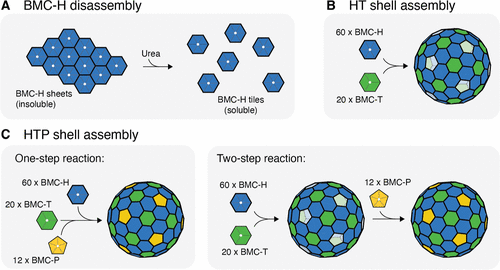 A BMC-H disassembly
Urea
BMC-H sheets
(insoluble)
BMC-H tiles
(soluble)
B HT shell assembly
60 x BMC-H
20 x BMC-T
C HTP shell assembly
One-step reaction:
60 x BMC-H
20 x BMC-T
12 x BMC-P
Two-step reaction:
60 x BMC-H
20 x BMC-T
12 x BMC-P